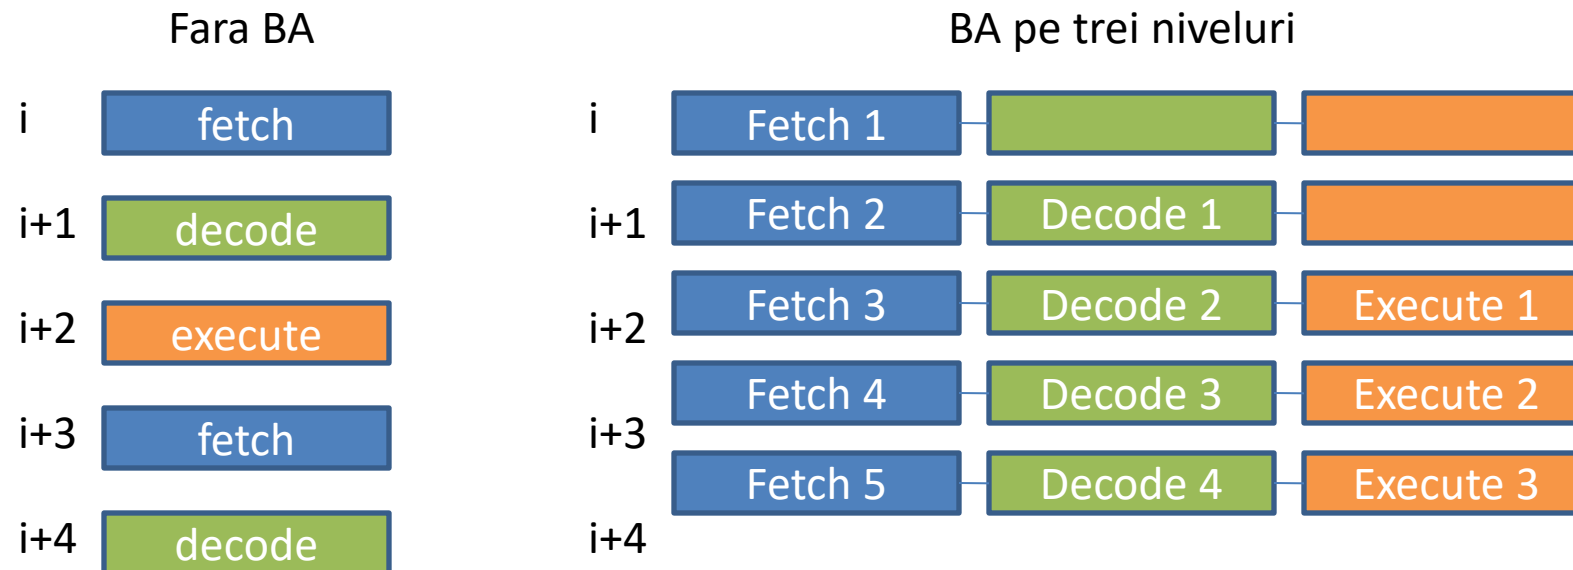 Fara BA
i fetch
i+1 decode
i+2 execute
i+3 fetch
i+4 decode
BA pe trei niveluri
i Fetch 1
i+1 Fetch 2 Decode 1
i+2 Fetch 3 Decode 2 Execute 1
i+3 Fetch 4 Decode 3 Execute 2
i+4 Fetch 5 Decode 4 Execute 3